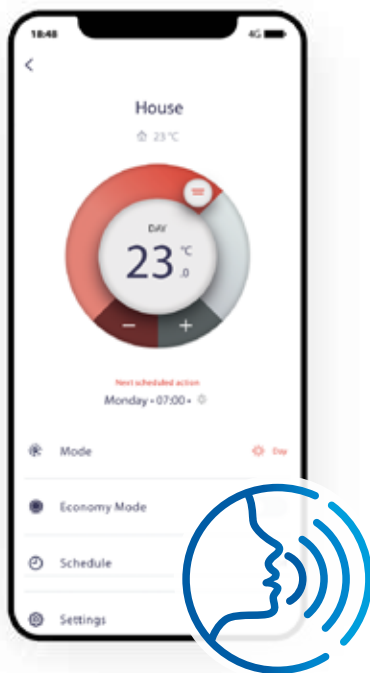 18:48 4G
House
23 °C
DAY
23 °C
.0
− +
Next scheduled action
Monday • 07:00 •
Mode Day
Economy Mode
Schedule
Settings